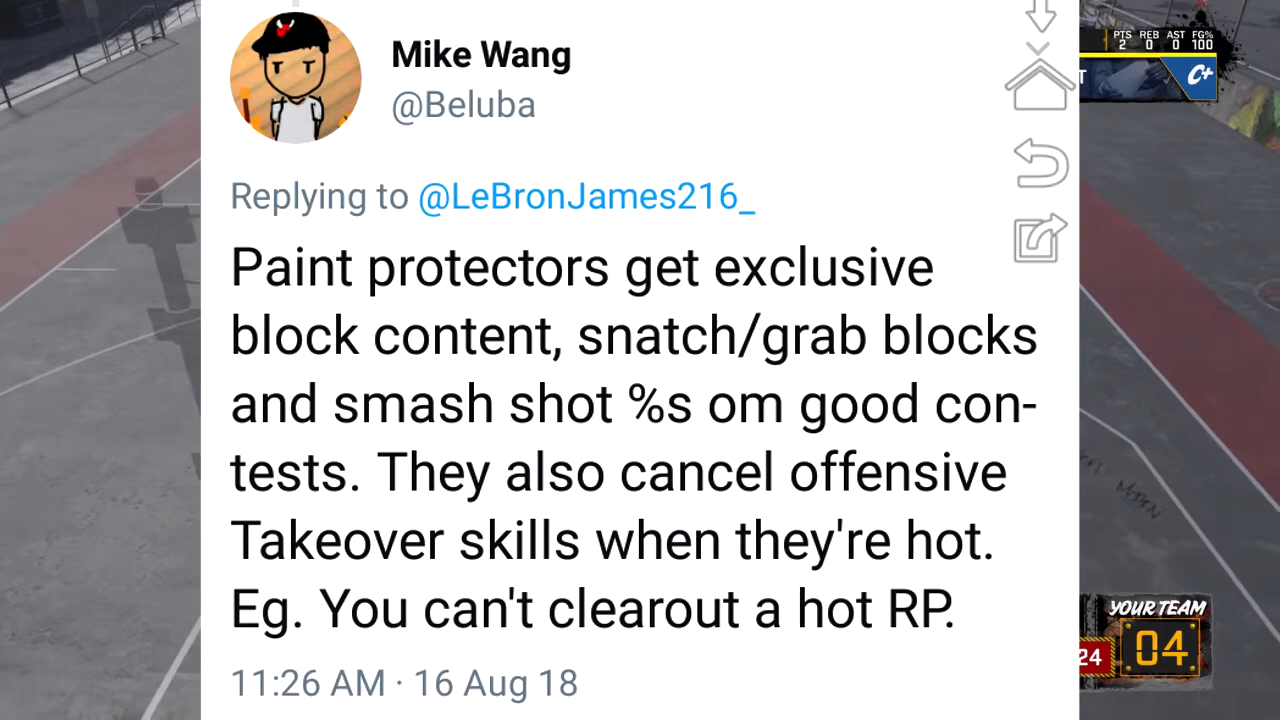 Mike Wang
@Beluba
Replying to @LeBronJames216_
Paint protectors get exclusive
block content, snatch/grab blocks
and smash shot %s om good con-
tests. They also cancel offensive
Takeover skills when they're hot.
Eg. You can't clearout a hot RP.
11:26 AM · 16 Aug 18
PTS REB AST FG%
2 0 0 100
T
C+
YOUR TEAM
24
04